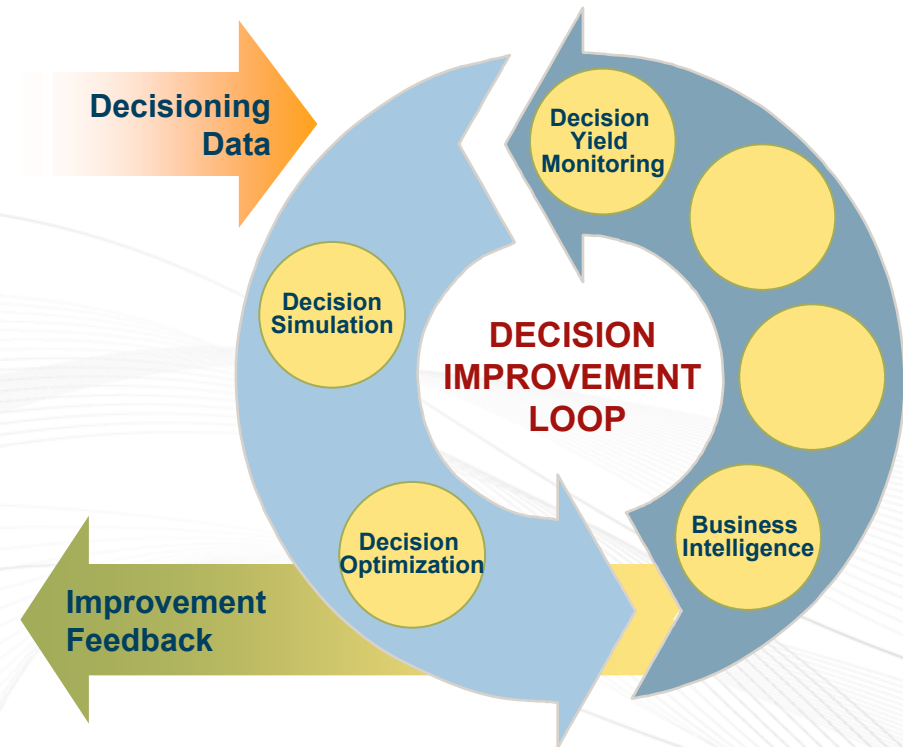 Decisioning
Data
Decision
Yield
Monitoring
Decision
Simulation
DECISION
IMPROVEMENT
LOOP
Decision
Optimization
Business
Intelligence
Improvement
Feedback